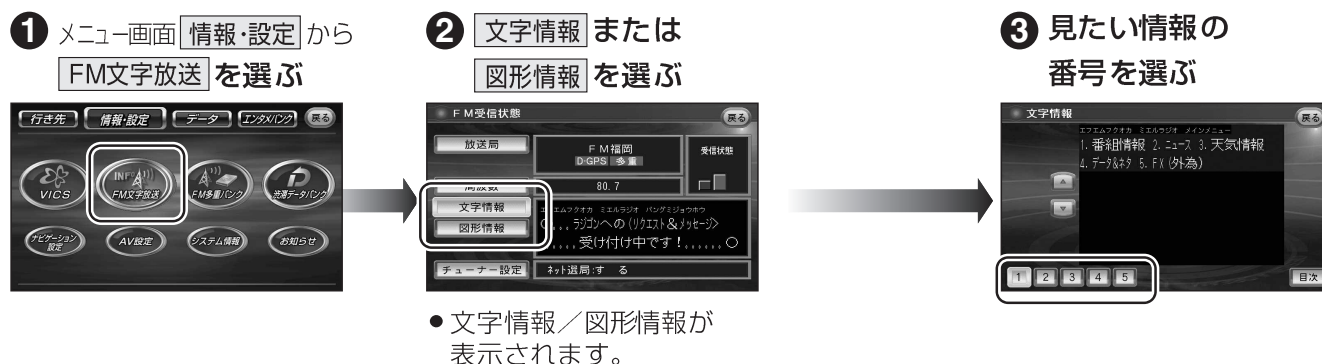 ❶ メニュー画面 情報・設定 から
FM文字放送 を選ぶ
行き先 情報・設定 データ エンタメ/バンク 戻る
VICS FM文字放送 FM多重バンク 渋滞データバンク
ナビゲーション
設定
AV設定 システム情報 お知らせ
❷ 文字情報 または
図形情報 を選ぶ
FM受信状態 戻る
放送局 FM福岡 受信状態
D-GPS 多重
周波数 80.7
文字情報
図形情報
エフエムフクオカ ミエルラジオ バングミジョウホウ
ラジゴンへの(リクエスト&メッセージ>
.....受け付け中です!......○
チューナー設定 ネット選局:す る
● 文字情報/図形情報が
表示されます。
❸ 見たい情報の
番号を選ぶ
文字情報 戻る
エフエムフクオカ ミエルラジオ メインメニュー
1. 番組情報 2. ニュース 3. 天気情報
4. データ&ネタ 5. FX(外為)
1 2 3 4 5 目次